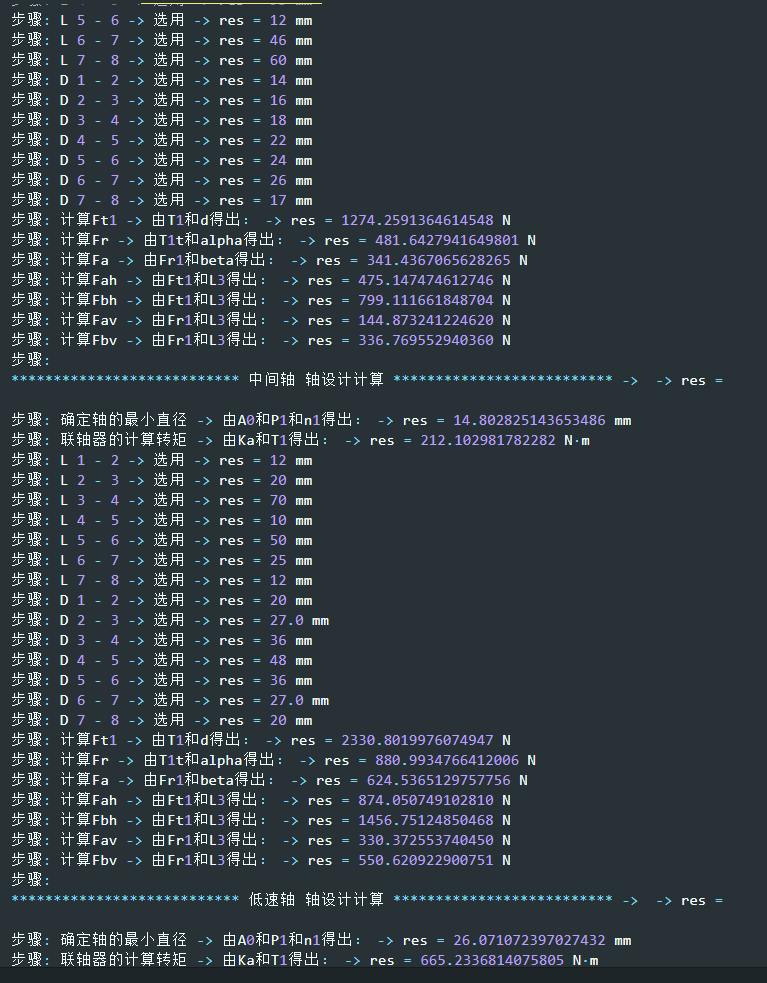 步骤: L 5 - 6 -> 选用 -> res = 12 mm
步骤: L 6 - 7 -> 选用 -> res = 46 mm
步骤: L 7 - 8 -> 选用 -> res = 60 mm
步骤: D 1 - 2 -> 选用 -> res = 14 mm
步骤: D 2 - 3 -> 选用 -> res = 16 mm
步骤: D 3 - 4 -> 选用 -> res = 18 mm
步骤: D 4 - 5 -> 选用 -> res = 22 mm
步骤: D 5 - 6 -> 选用 -> res = 24 mm
步骤: D 6 - 7 -> 选用 -> res = 26 mm
步骤: D 7 - 8 -> 选用 -> res = 17 mm
步骤: 计算Ft1 -> 由T1和d得出: -> res = 1274.2591364614548 N
步骤: 计算Fr -> 由T1t和alpha得出: -> res = 481.6427941649801 N
步骤: 计算Fa -> 由Fr1和beta得出: -> res = 341.4367065628265 N
步骤: 计算Fah -> 由Ft1和L3得出: -> res = 475.147474612746 N
步骤: 计算Fbh -> 由Ft1和L3得出: -> res = 799.111661848704 N
步骤: 计算Fav -> 由Fr1和L3得出: -> res = 144.873241224620 N
步骤: 计算Fbv -> 由Fr1和L3得出: -> res = 336.769552940360 N
步骤:
*************************** 中间轴 轴设计计算 ************************** -> -> res =
步骤: 确定轴的最小直径 -> 由A0和P1和n1得出: -> res = 14.802825143653486 mm
步骤: 联轴器的计算转矩 -> 由Ka和T1得出: -> res = 212.102981782282 N·m
步骤: L 1 - 2 -> 选用 -> res = 12 mm
步骤: L 2 - 3 -> 选用 -> res = 20 mm
步骤: L 3 - 4 -> 选用 -> res = 70 mm
步骤: L 4 - 5 -> 选用 -> res = 10 mm
步骤: L 5 - 6 -> 选用 -> res = 50 mm
步骤: L 6 - 7 -> 选用 -> res = 25 mm
步骤: L 7 - 8 -> 选用 -> res = 12 mm
步骤: D 1 - 2 -> 选用 -> res = 20 mm
步骤: D 2 - 3 -> 选用 -> res = 27.0 mm
步骤: D 3 - 4 -> 选用 -> res = 36 mm
步骤: D 4 - 5 -> 选用 -> res = 48 mm
步骤: D 5 - 6 -> 选用 -> res = 36 mm
步骤: D 6 - 7 -> 选用 -> res = 27.0 mm
步骤: D 7 - 8 -> 选用 -> res = 20 mm
步骤: 计算Ft1 -> 由T1和d得出: -> res = 2330.8019976074947 N
步骤: 计算Fr -> 由T1t和alpha得出: -> res = 880.9934766412006 N
步骤: 计算Fa -> 由Fr1和beta得出: -> res = 624.5365129757756 N
步骤: 计算Fah -> 由Ft1和L3得出: -> res = 874.050749102810 N
步骤: 计算Fbh -> 由Ft1和L3得出: -> res = 1456.75124850468 N
步骤: 计算Fav -> 由Fr1和L3得出: -> res = 330.372553740450 N
步骤: 计算Fbv -> 由Fr1和L3得出: -> res = 550.620922900751 N
步骤:
*************************** 低速轴 轴设计计算 ************************** -> -> res =
步骤: 确定轴的最小直径 -> 由A0和P1和n1得出: -> res = 26.071072397027432 mm
步骤: 联轴器的计算转矩 -> 由Ka和T1得出: -> res = 665.2336814075805 N·m